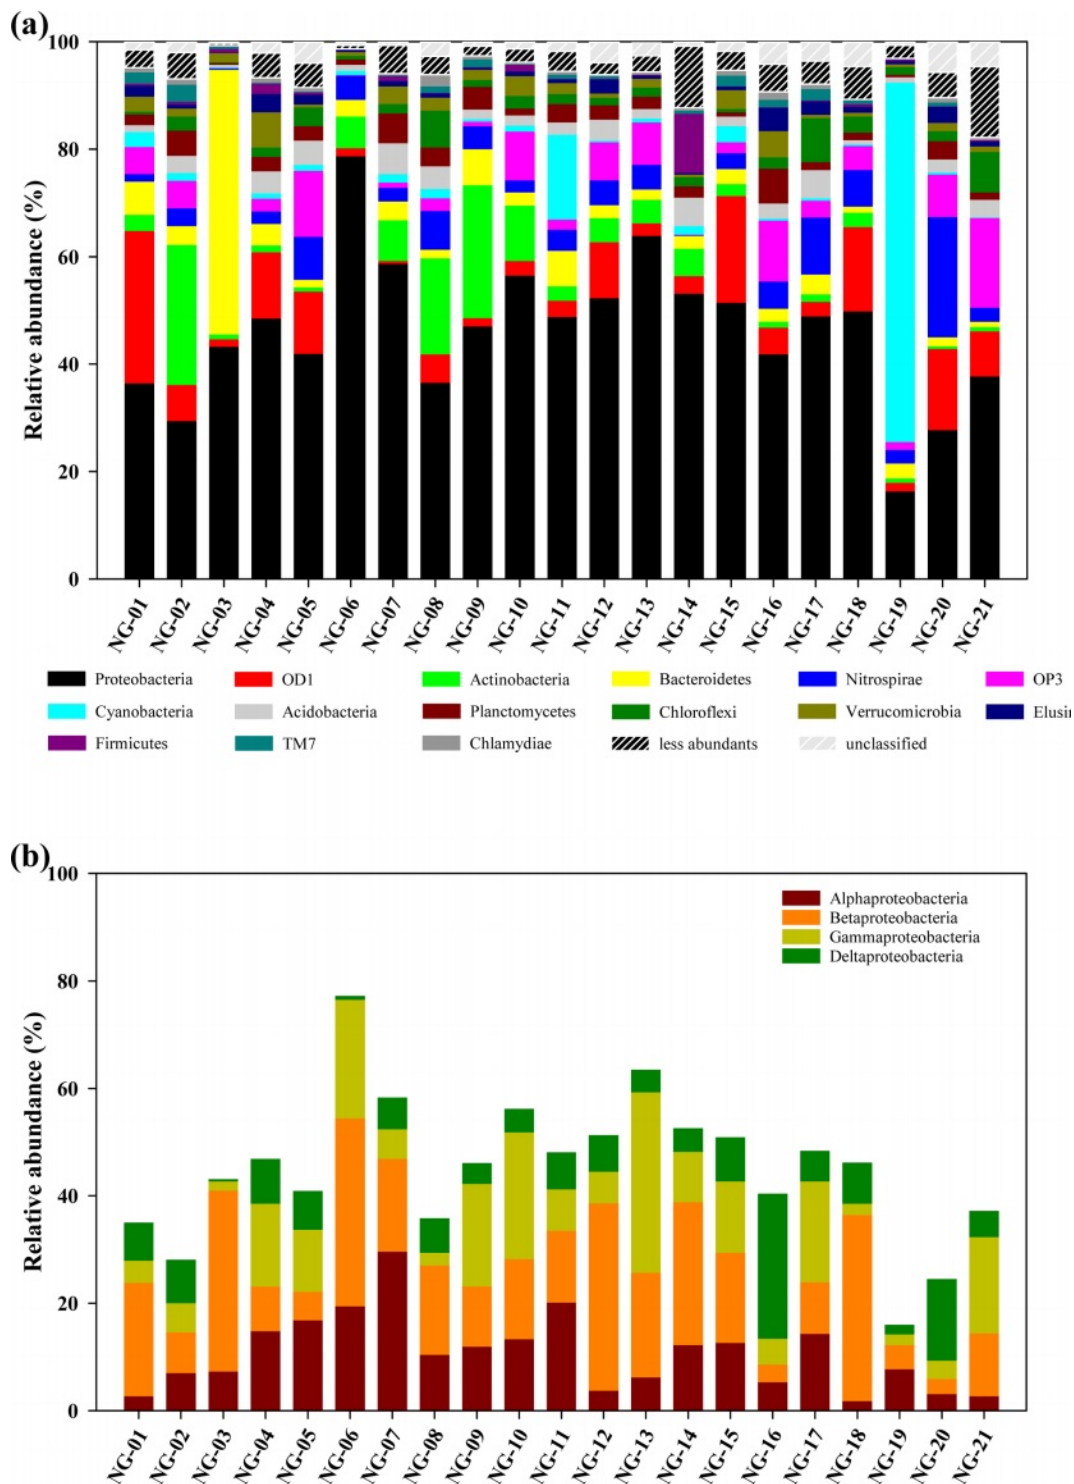 (a)
100
80
60
40
20
0
Relative abundance (%)
NG-01 NG-02 NG-03 NG-04 NG-05 NG-06 NG-07 NG-08 NG-09 NG-10 NG-11 NG-12 NG-13 NG-14 NG-15 NG-16 NG-17 NG-18 NG-19 NG-20 NG-21
Proteobacteria OD1 Actinobacteria Bacteroidetes Nitrospirae OP3
Cyanobacteria Acidobacteria Planctomycetes Chloroflexi Verrucomicrobia Elusi
Firmicutes TM7 Chlamydiae less abundants unclassified
(b)
100
80
60
40
20
0
Relative abundance (%)
Alphaproteobacteria
Betaproteobacteria
Gammaproteobacteria
Deltaproteobacteria
NG-01 NG-02 NG-03 NG-04 NG-05 NG-06 NG-07 NG-08 NG-09 NG-10 NG-11 NG-12 NG-13 NG-14 NG-15 NG-16 NG-17 NG-18 NG-19 NG-20 NG-21